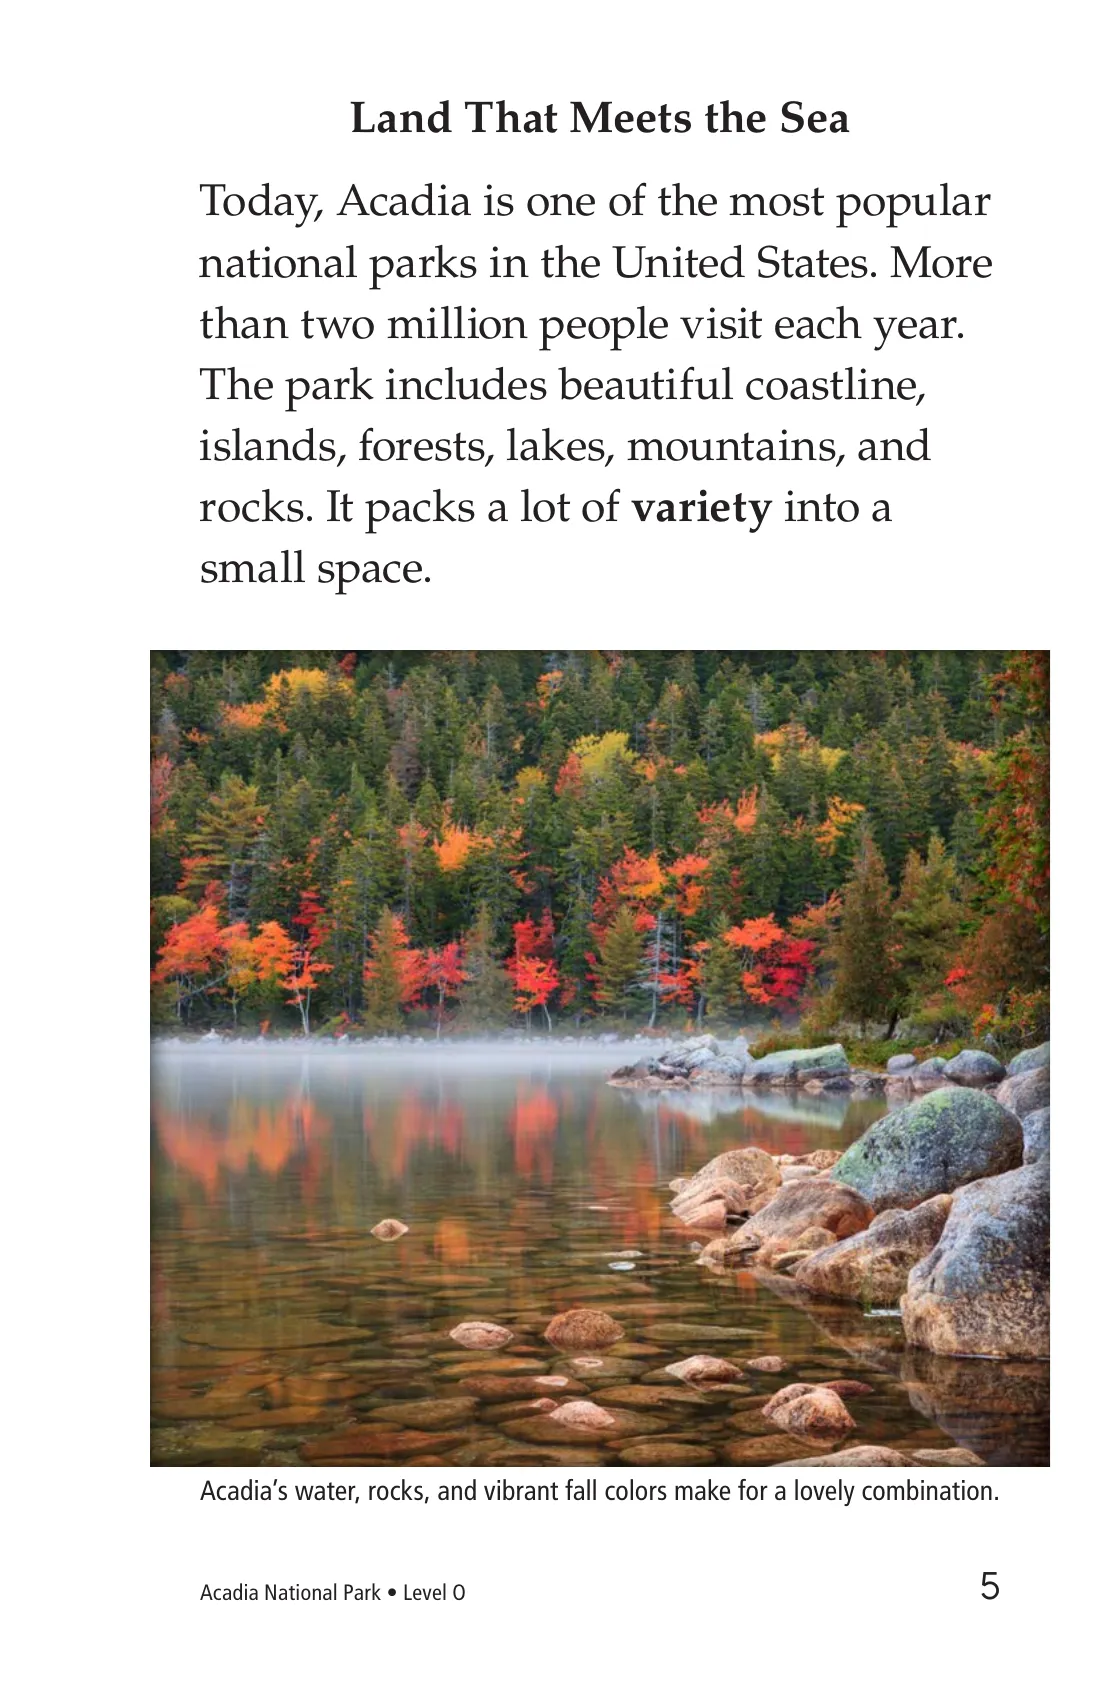 Land That Meets the Sea
Today, Acadia is one of the most popular
national parks in the United States. More
than two million people visit each year.
The park includes beautiful coastline,
islands, forests, lakes, mountains, and
rocks. It packs a lot of variety into a
small space.
Acadia’s water, rocks, and vibrant fall colors make for a lovely combination.
Acadia National Park • Level O
5